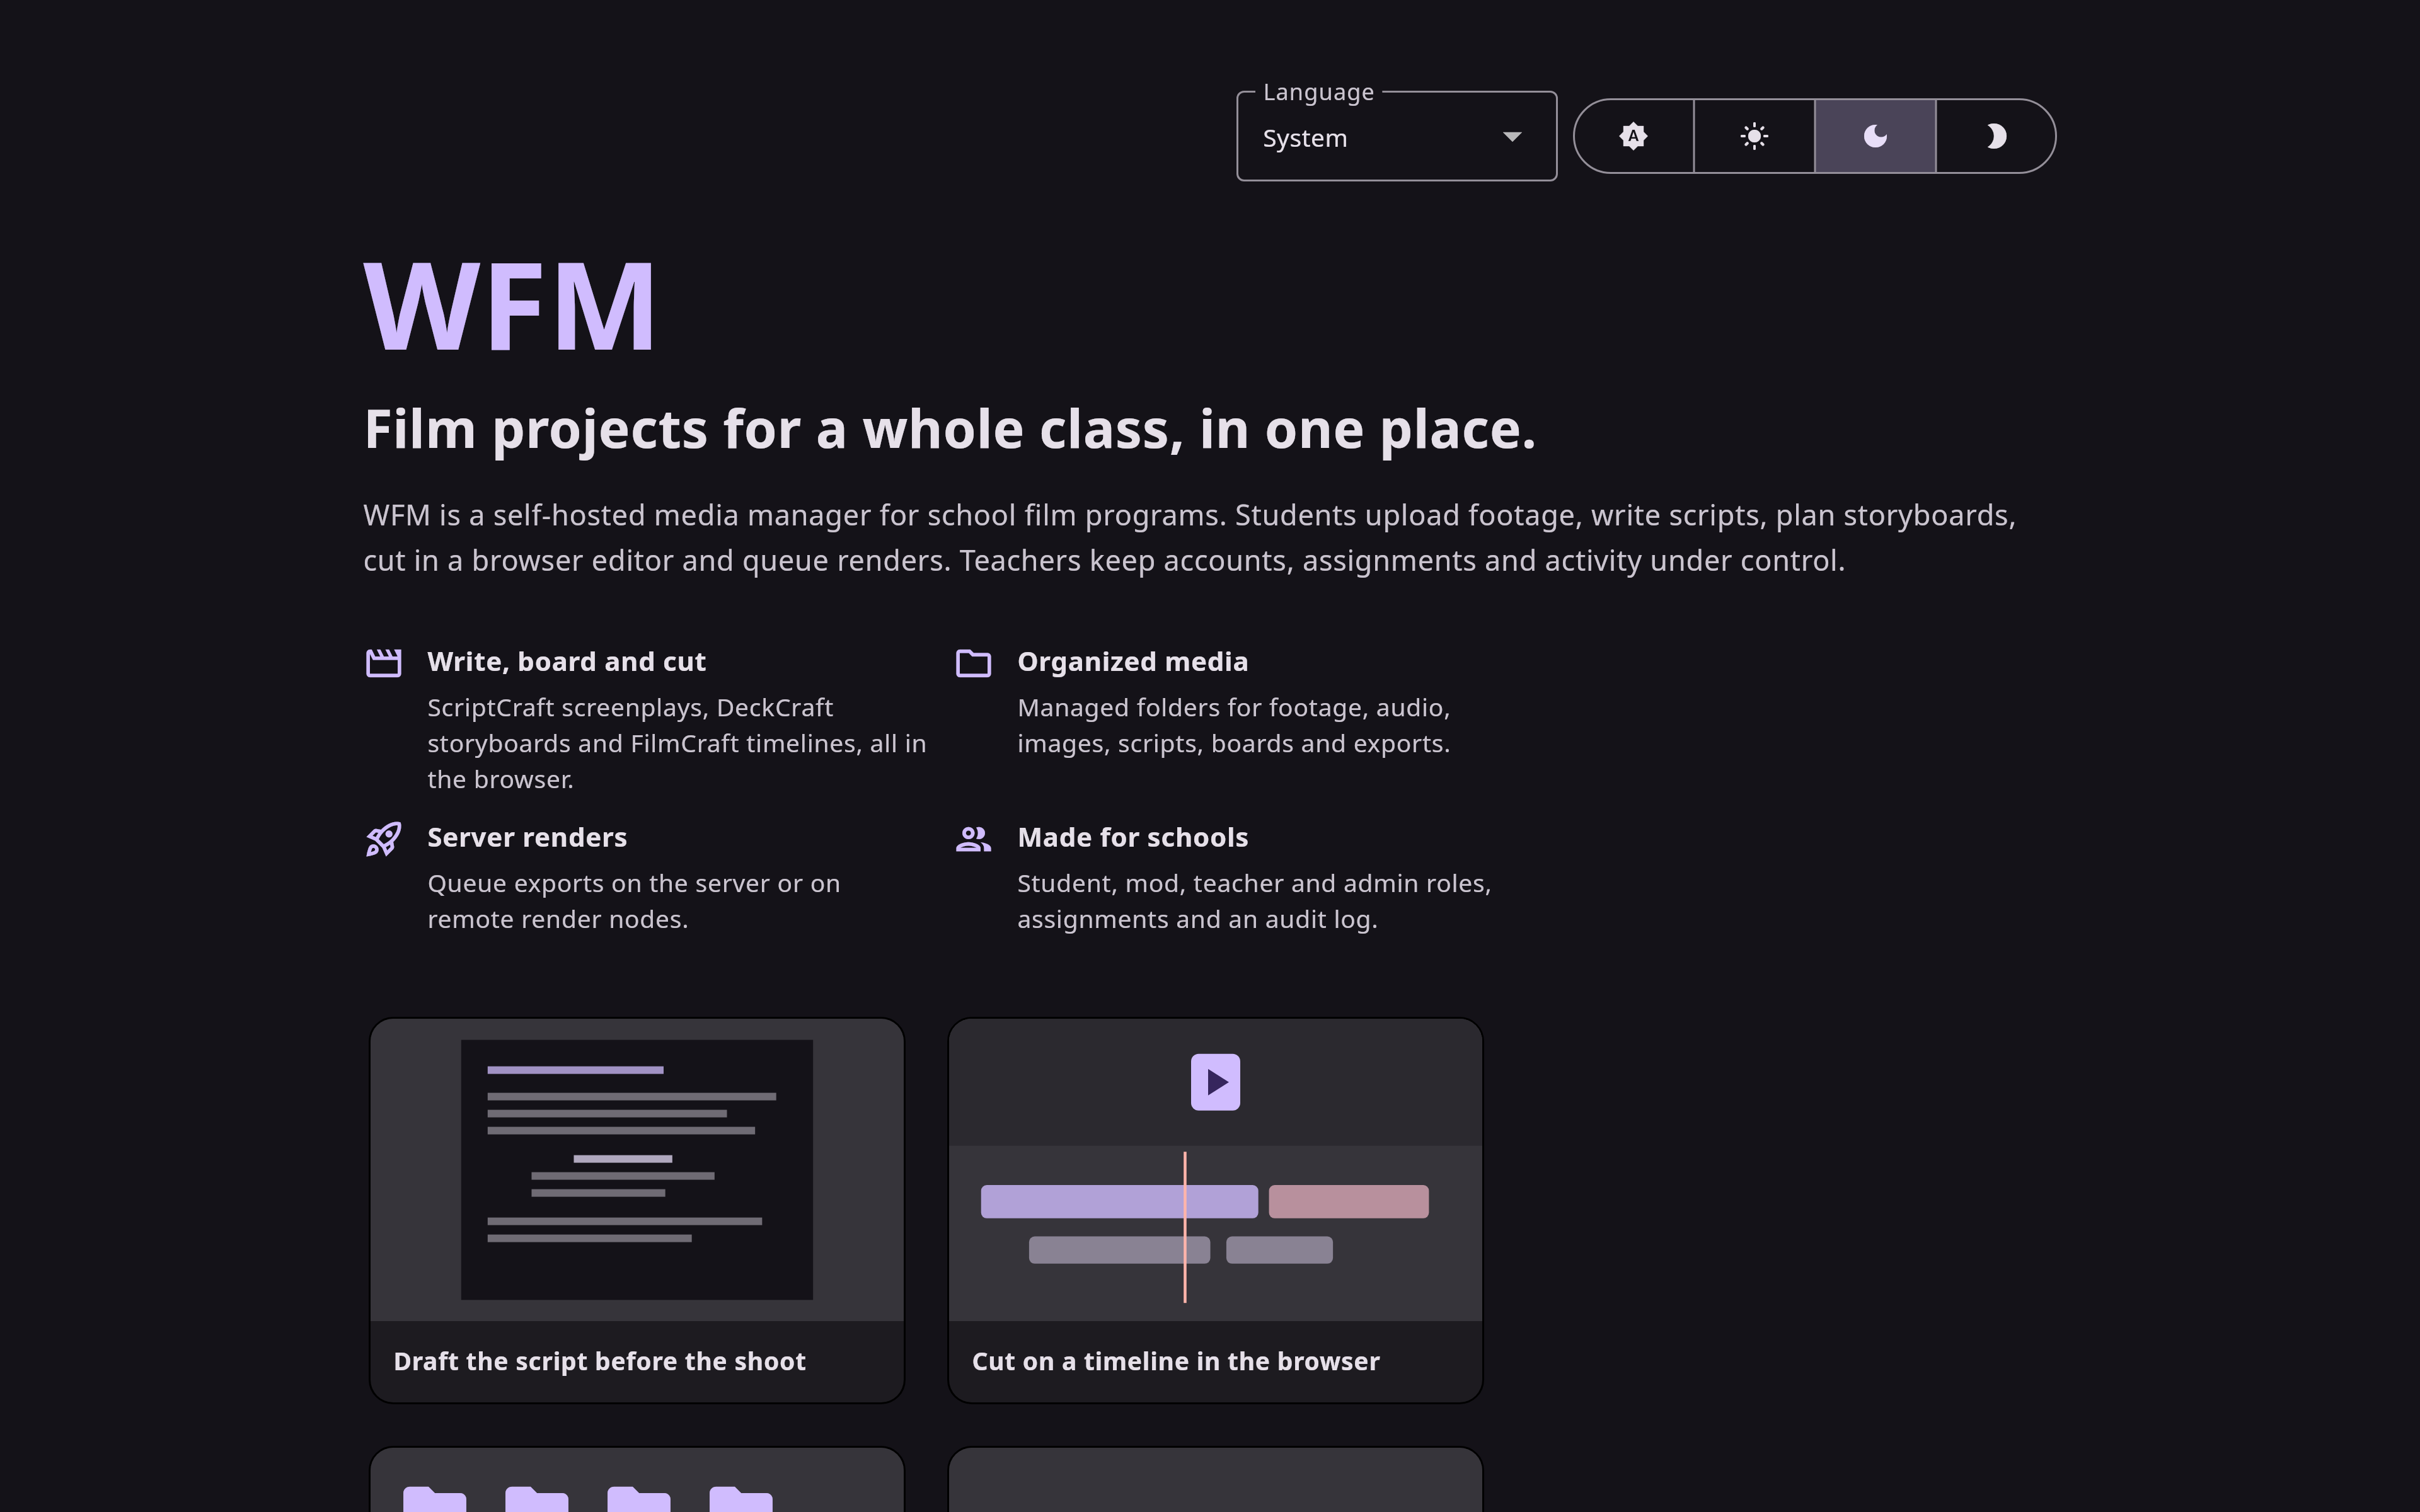 Language
System
WFM
Film projects for a whole class, in one place.
WFM is a self-hosted media manager for school film programs. Students upload footage, write scripts, plan storyboards,
cut in a browser editor and queue renders. Teachers keep accounts, assignments and activity under control.
Write, board and cut
ScriptCraft screenplays, DeckCraft
storyboards and FilmCraft timelines, all in
the browser.
Organized media
Managed folders for footage, audio,
images, scripts, boards and exports.
Server renders
Queue exports on the server or on
remote render nodes.
Made for schools
Student, mod, teacher and admin roles,
assignments and an audit log.
Draft the script before the shoot
Cut on a timeline in the browser